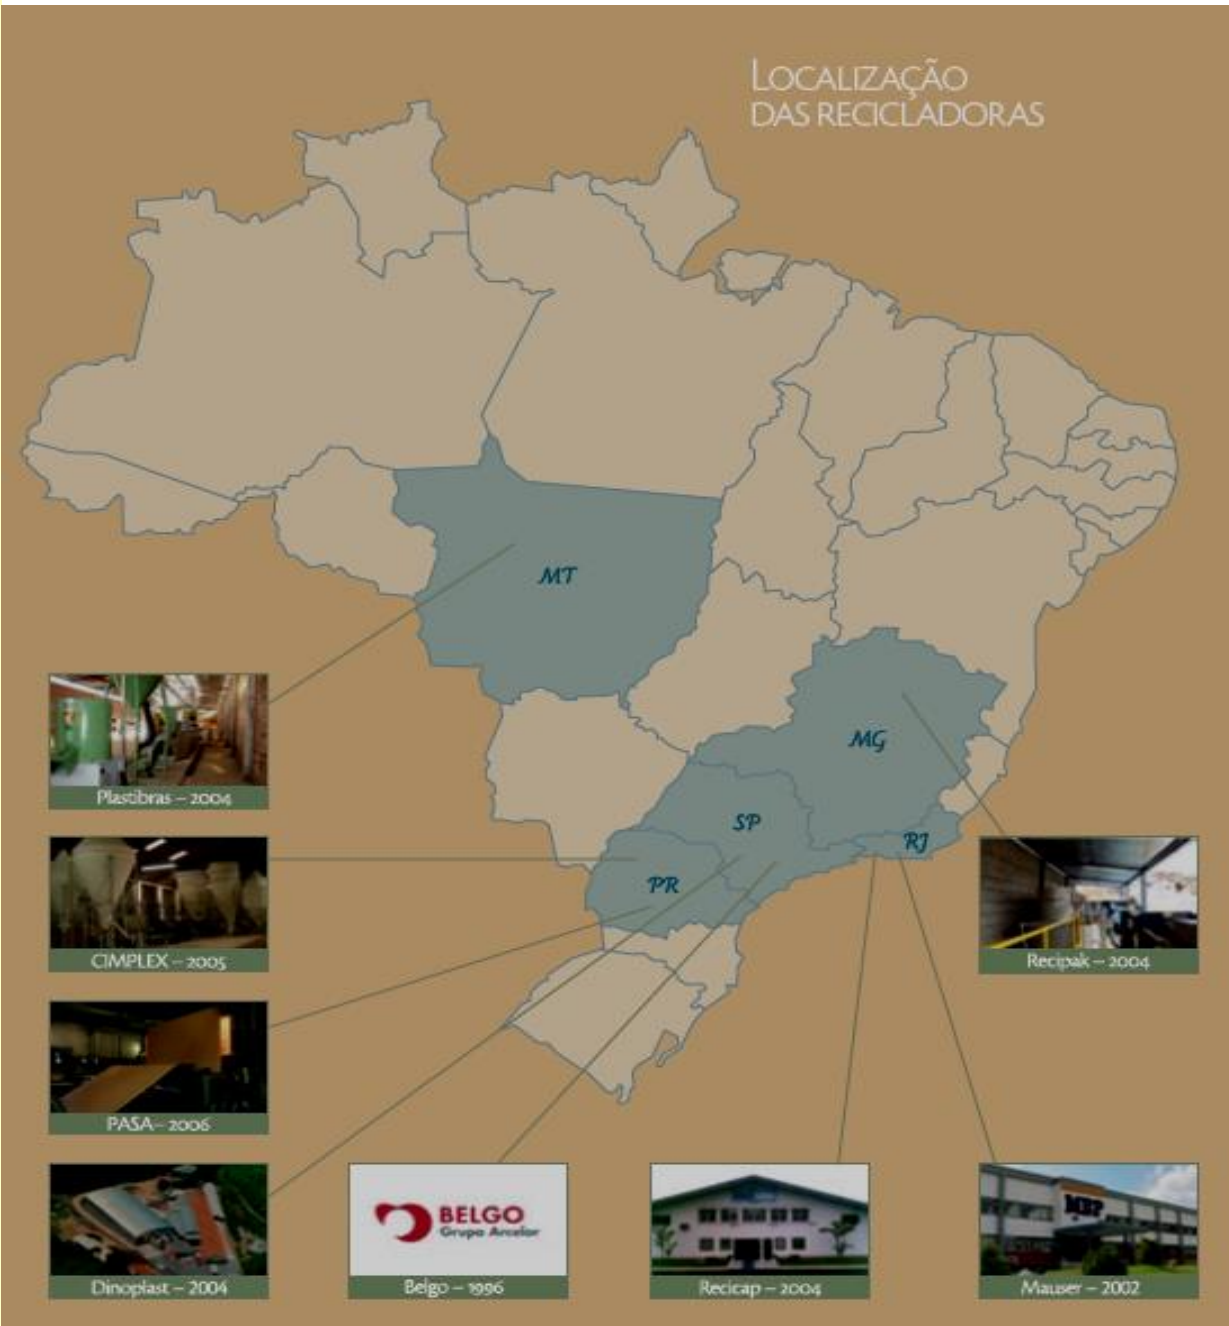 LOCALIZAÇÃO
DAS RECICLADORAS
MT
MG
SP
RJ
PR
Plastibras – 2004
CIMPLEX – 2005
Recipak – 2004
PASA– 2006
BELGO
Grupo Arcelor
MBP
Dinoplast – 2004
Belgo – 1996
Recicap – 2004
Mauser – 2002